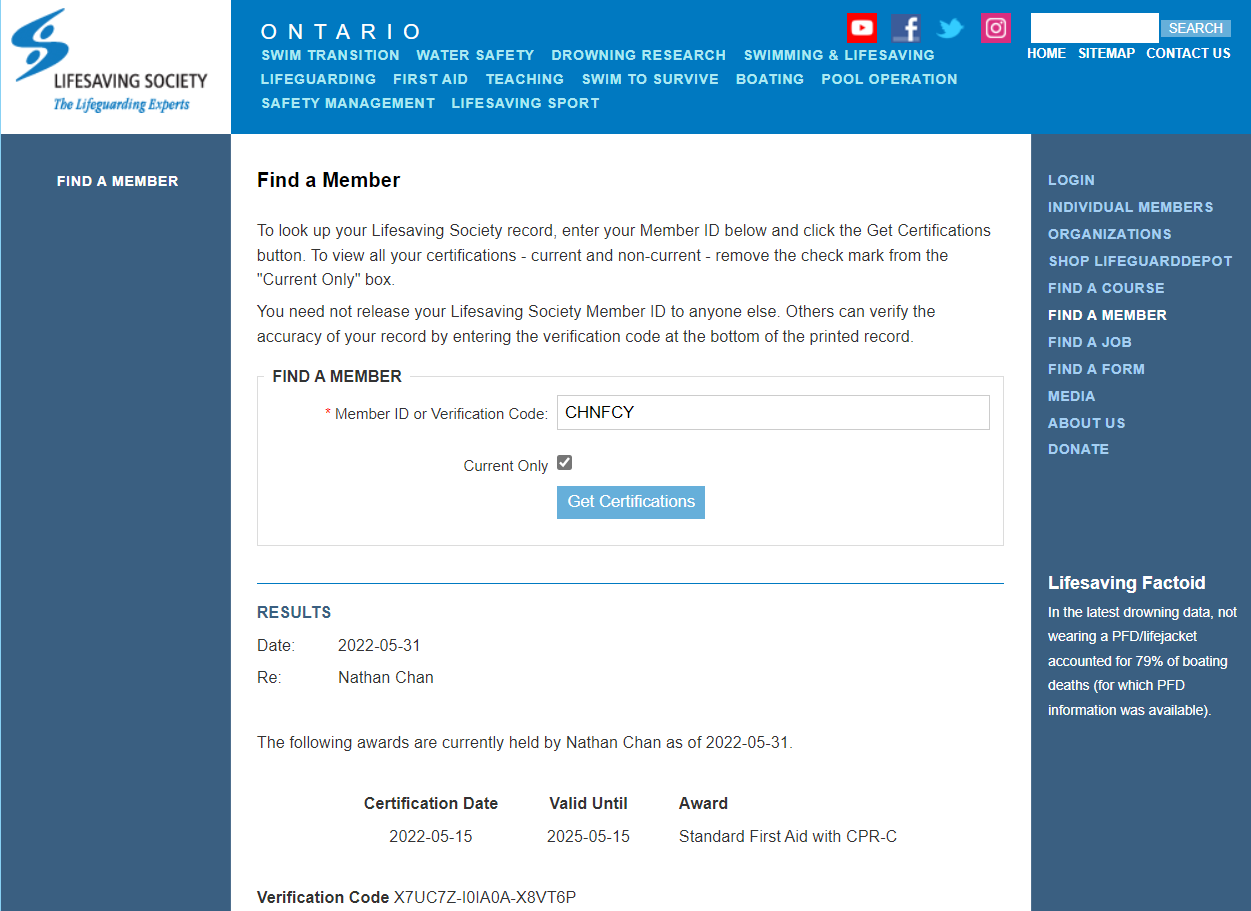 LIFESAVING SOCIETY
The Lifeguarding Experts
ONTARIO
SWIM TRANSITION WATER SAFETY DROWNING RESEARCH SWIMMING & LIFESAVING
LIFEGUARDING FIRST AID TEACHING SWIM TO SURVIVE BOATING POOL OPERATION
SAFETY MANAGEMENT LIFESAVING SPORT
SEARCH
HOME SITEMAP CONTACT US
FIND A MEMBER
Find a Member
To look up your Lifesaving Society record, enter your Member ID below and click the Get Certifications
button. To view all your certifications - current and non-current - remove the check mark from the
"Current Only" box.
You need not release your Lifesaving Society Member ID to anyone else. Others can verify the
accuracy of your record by entering the verification code at the bottom of the printed record.
FIND A MEMBER
* Member ID or Verification Code: CHNFCY
Current Only
Get Certifications
RESULTS
Date: 2022-05-31
Re: Nathan Chan
The following awards are currently held by Nathan Chan as of 2022-05-31.
Certification Date Valid Until Award
2022-05-15 2025-05-15 Standard First Aid with CPR-C
Verification Code X7UC7Z-I0IA0A-X8VT6P
LOGIN
INDIVIDUAL MEMBERS
ORGANIZATIONS
SHOP LIFEGUARDDEPOT
FIND A COURSE
FIND A MEMBER
FIND A JOB
FIND A FORM
MEDIA
ABOUT US
DONATE
Lifesaving Factoid
In the latest drowning data, not
wearing a PFD/lifejacket
accounted for 79% of boating
deaths (for which PFD
information was available).